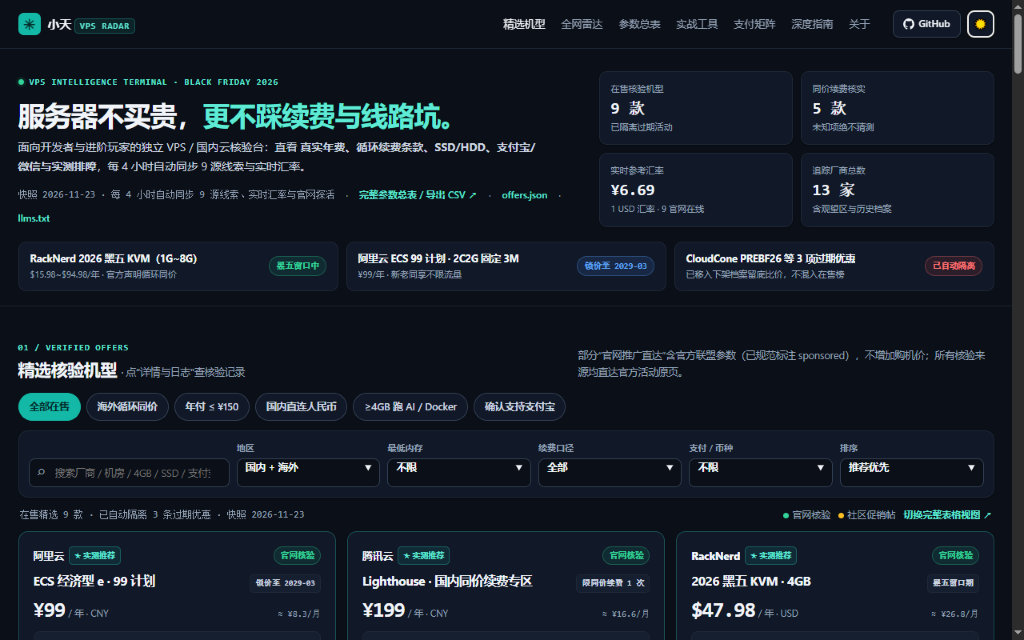 小天 VPS RADAR
精选机型 全网雷达 参数总表 实战工具 支付矩阵 深度指南 关于 GitHub
VPS INTELLIGENCE TERMINAL · BLACK FRIDAY 2026
服务器不买贵，更不踩续费与线路坑。
面向开发者与进阶玩家的独立 VPS / 国内云核验台：直看 真实年费、循环续费条款、SSD/HDD、支付宝/
微信与实测排障，每 4 小时自动同步 9 源线索与实时汇率。
快照 2026-11-23 · 每 4 小时自动同步 9 源线索、实时汇率与官网探活 · 完整参数总表 / 导出 CSV ↗ · offers.json ·
llms.txt
在售核验机型
9 款
已隔离过期活动
同价续费核实
5 款
未知项绝不猜测
实时参考汇率
¥6.69
1 USD 汇率 · 9 官网在线
追踪厂商总数
13 家
含观望区与历史档案
RackNerd 2026 黑五 KVM（1G~8G）
$15.98~$94.98/年 · 官方声明循环同价
黑五窗口中
阿里云 ECS 99 计划 · 2C2G 固定 3M
¥99/年 · 新老同享不限流量
锁价至 2029-03
CloudCone PREBF26 等 3 项过期优惠
已移入下架档案留底比价，不混入在售榜
已自动隔离
01 / VERIFIED OFFERS
精选核验机型 · 点"详情与日志"查核验记录
部分"官网推广直达"含官方联盟参数（已规范标注 sponsored），不增加购机价；所有核验来
源均直达官方活动原页。
全部在售 海外循环同价 年付 ≤ ¥150 国内直连人民币 ≥4GB 跑 AI / Docker 确认支持支付宝
搜索厂商 / 机房 / 4GB / SSD / 支付!
地区
国内 + 海外
最低内存
不限
续费口径
全部
支付 / 币种
不限
排序
推荐优先
在售精选 9 款 · 已自动隔离 3 条过期优惠 · 快照 2026-11-23
官网核验 社区促销帖 切换完整表格视图 ↗
阿里云 ★ 实测推荐 官网核验
ECS 经济型 e · 99 计划 锁价至 2029-03
¥99 / 年 · CNY ≈ ¥8.3/月
腾讯云 ★ 实测推荐 官网核验
Lighthouse · 国内同价续费专区 限同价续费 1 次
¥199 / 年 · CNY ≈ ¥16.6/月
RackNerd ★ 实测推荐 官网核验
2026 黑五 KVM · 4GB 黑五窗口期
$47.98 / 年 · USD ≈ ¥26.8/月